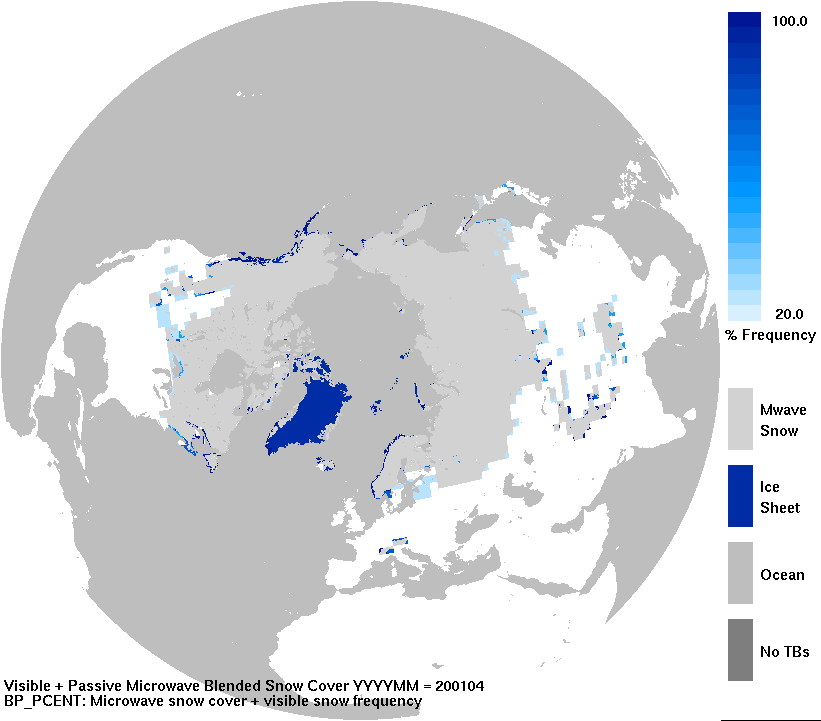 100.0
20.0
% Frequency
Mwave
Snow
Ice
Sheet
Ocean
No TBs
Visible + Passive Microwave Blended Snow Cover YYYYMM = 200104
BP_PCENT: Microwave snow cover + visible snow frequency